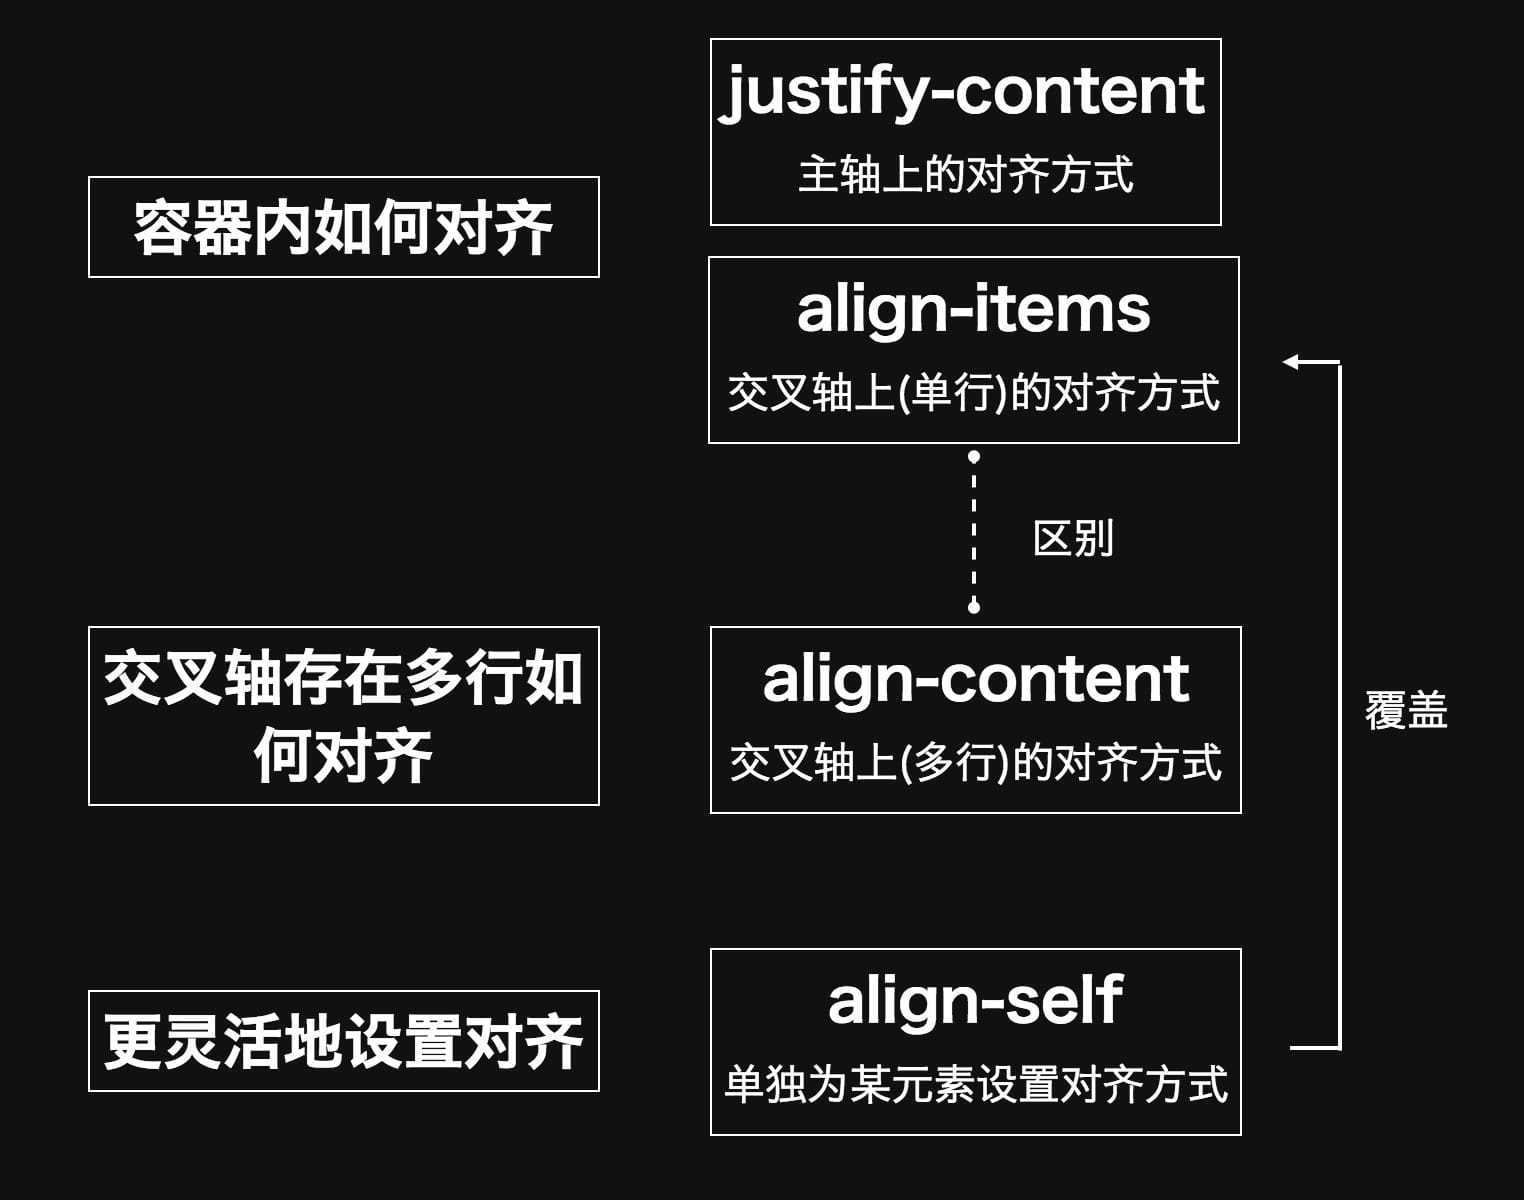 justify-content
主轴上的对齐方式
容器内如何对齐
align-items
交叉轴上(单行)的对齐方式
区别
交叉轴存在多行如
何对齐
align-content
交叉轴上(多行)的对齐方式
覆盖
更灵活地设置对齐
align-self
单独为某元素设置对齐方式